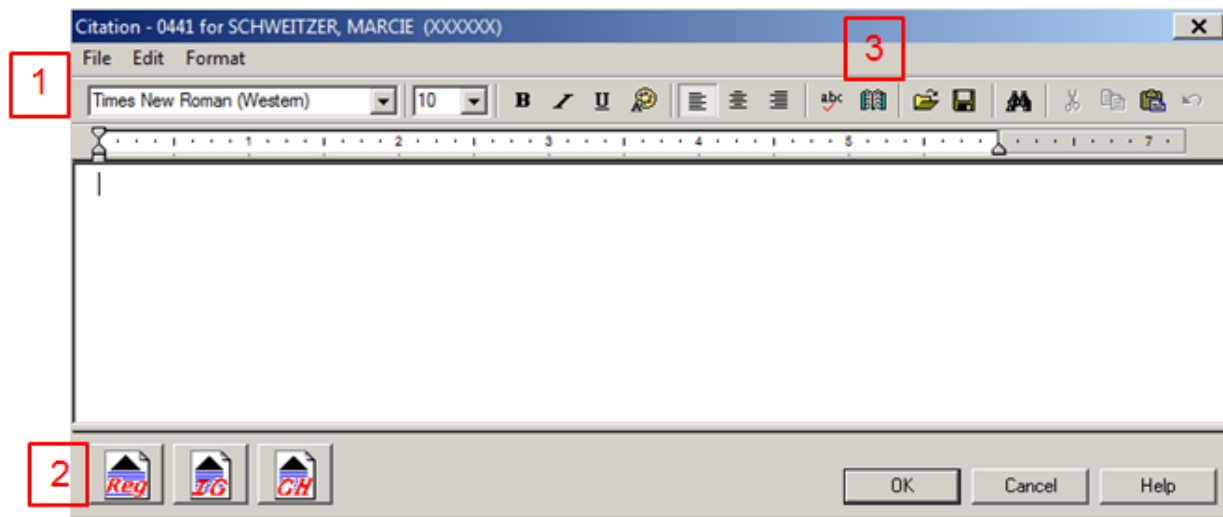 Citation - 0441 for SCHWEITZER, MARCIE (XXXXXX)
3
File Edit Format
1
Times New Roman (Western) 10 B I U abc
1 2 3 4 5 7
2
Reg IG CH
OK Cancel Help